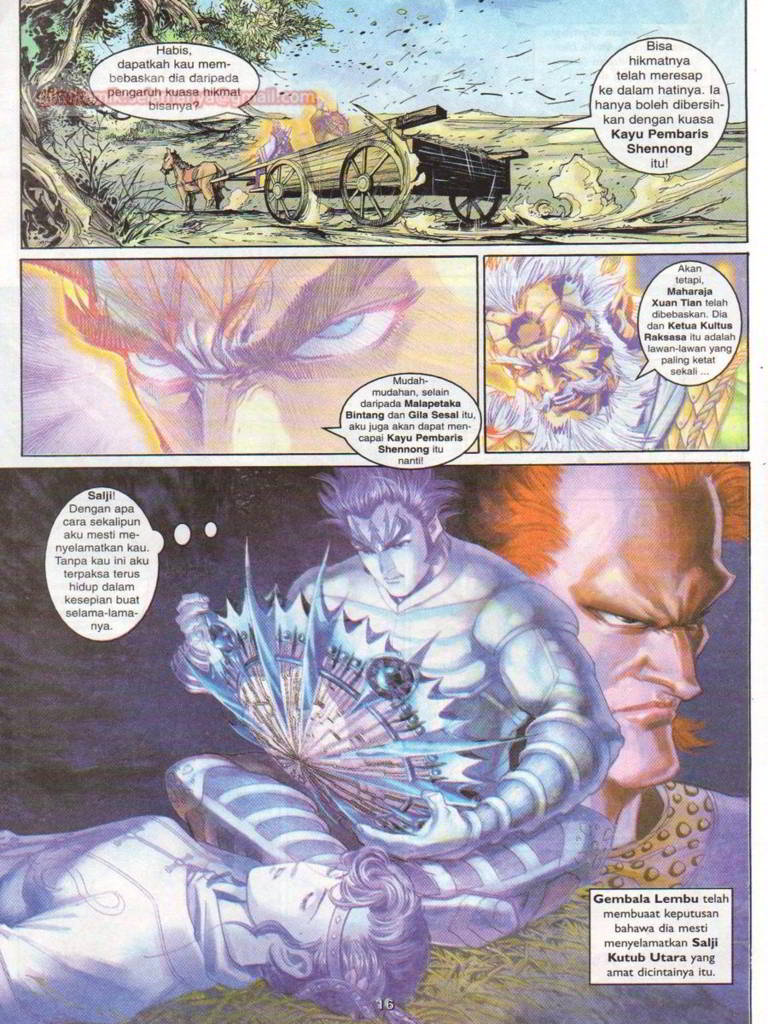 Habis,
dapatkah kau mem-
bebaskan dia daripada
pengaruh kuasa hikmat
bisanya?
Bisa
hikmatnya
telah meresap
ke dalam hatinya. Ia
hanya boleh dibersih-
kan dengan kuasa
Kayu Pembaris
Shennong
itu!
Mudah-
mudahan, selain
daripada Malapetaka
Bintang dan Gila Sesal itu,
aku juga akan dapat men-
capai Kayu Pembaris
Shennong itu
nanti!
Akan
tetapi,
Maharaja
Xuan Tian telah
dibebaskan. Dia
dan Ketua Kultus
Raksasa itu adalah
lawan-lawan yang
paling ketat
sekali ...
Salji!
Dengan apa
cara sekalipun
aku mesti me-
nyelamatkan kau.
Tanpa kau ini aku
terpaksa terus
hidup dalam
kesepian buat
selama-lama-
nya.
Gembala Lembu telah
membuaat keputusan
bahawa dia mesti
menyelamatkan Salji
Kutub Utara yang
amat dicintainya itu.
16